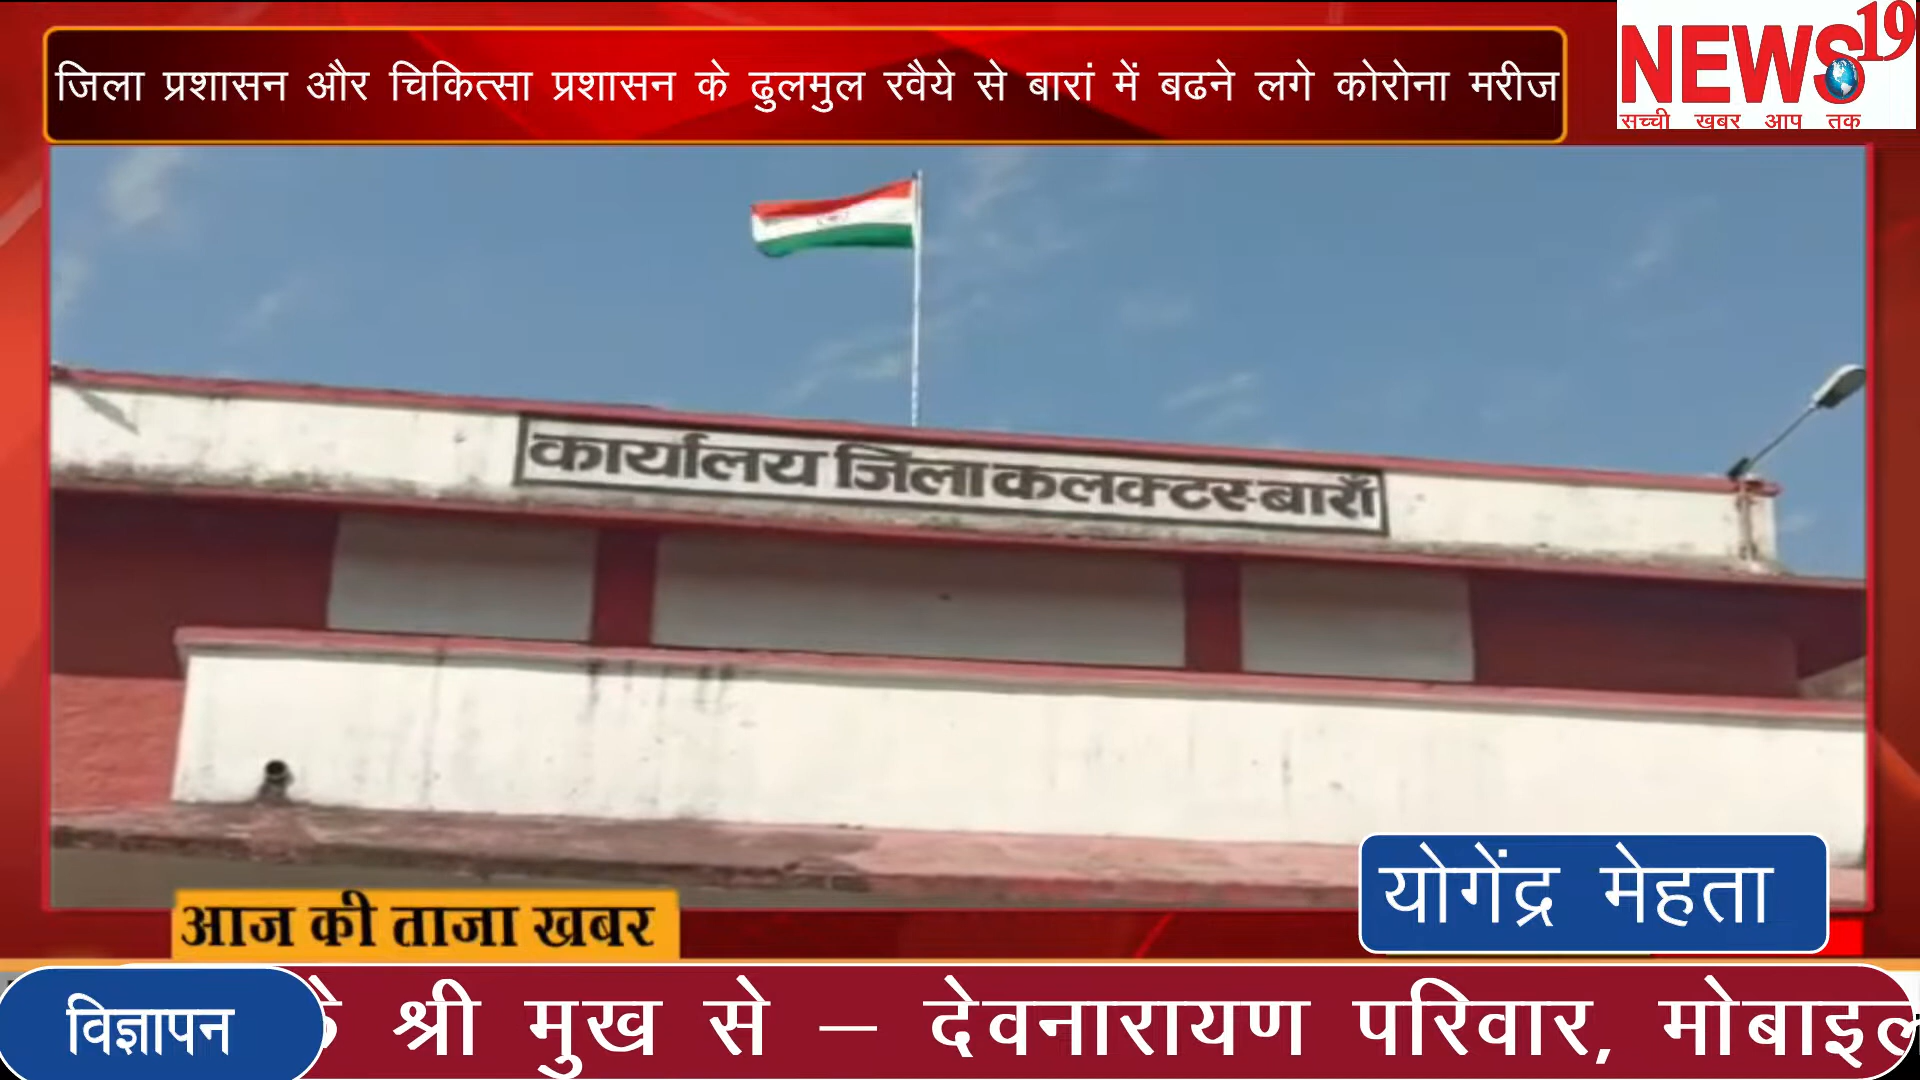 जिला प्रशासन और चिकित्सा प्रशासन के ढुलमुल रवैये से बारां में बढने लगे कोरोना मरीज
NEWS19
सच्ची खबर आप तक
कार्यालय जिला कलक्टर-बाराँ
योगेंद्र मेहता
आज की ताजा खबर
विज्ञापन
के श्री मुख से – देवनारायण परिवार, मोबाइल